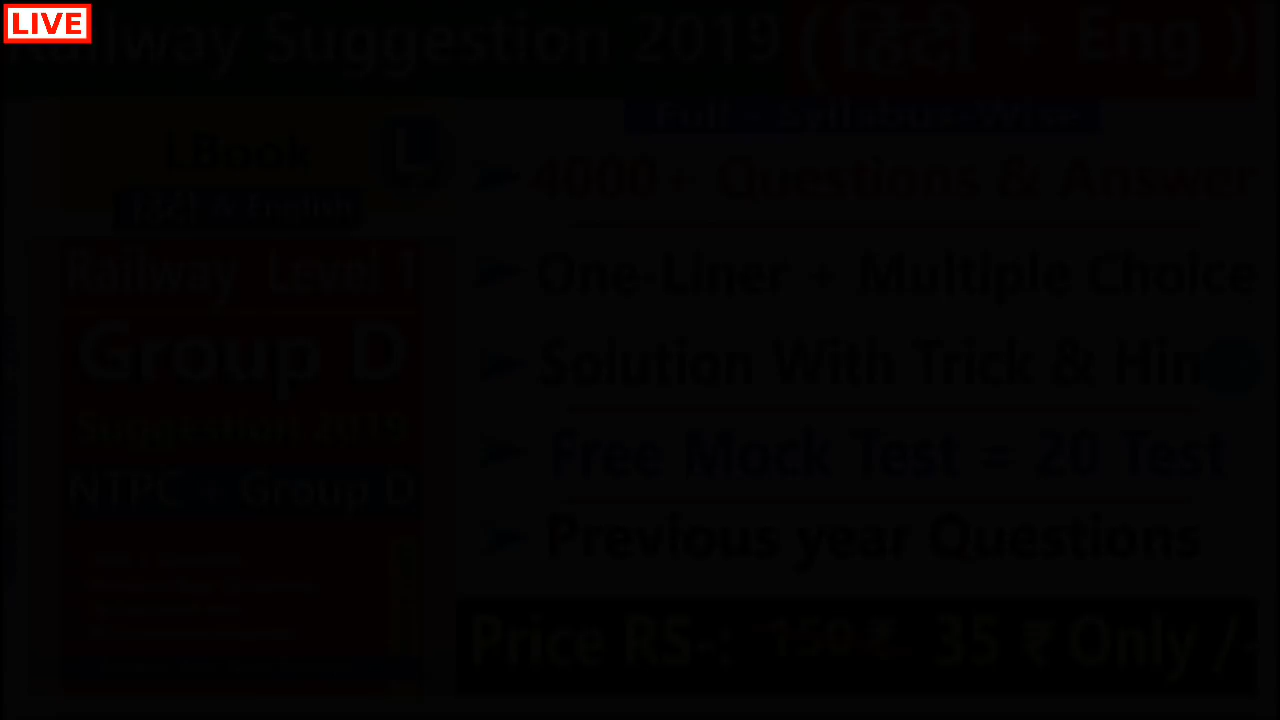 LIVE
Railway Suggestion 2019 ( हिंदी + Eng )
Full - Syllabus-Wise
LBook
L
हिंदी & English
4000+ Questions & Answer
Railway Level 1
One-Liner + Multiple Choice
Group D
Solution With Trick & Hin
Suggestion 2019
Free Mock Test = 20 Test
NTPC + Group D
Previous year Questions
Price RS-: 150 ₹ 35 ₹ Only /-